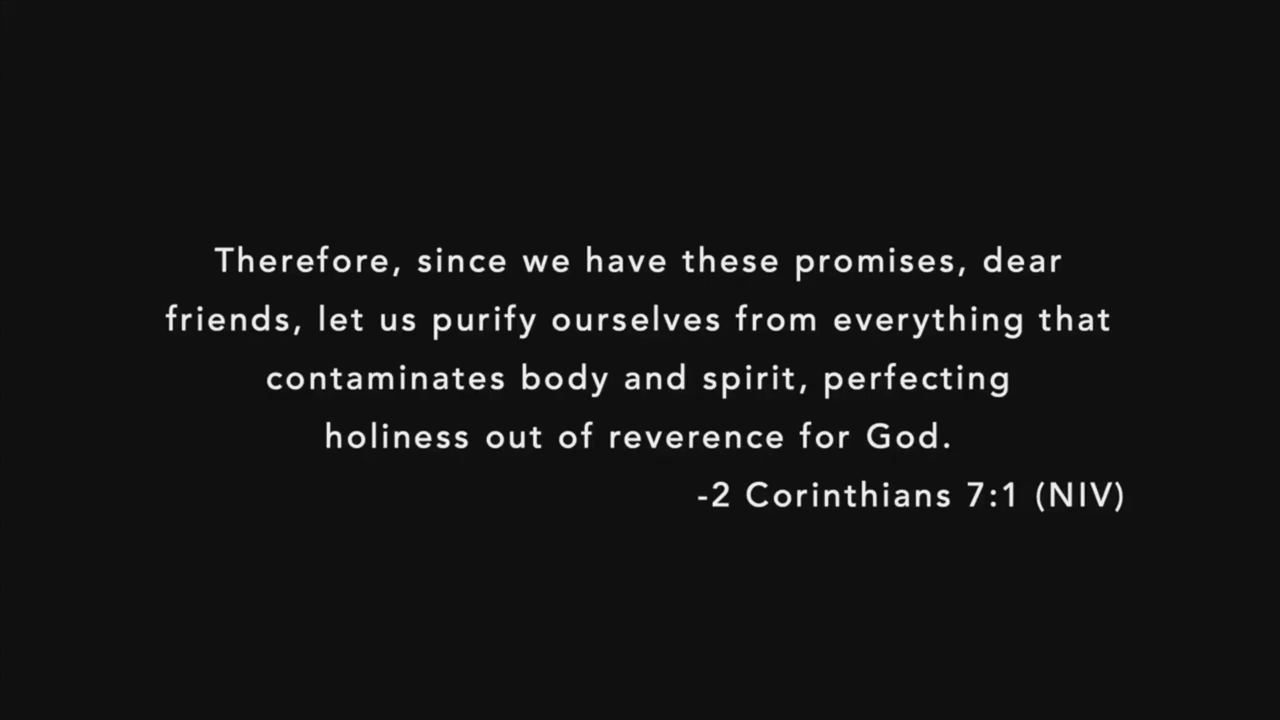 Therefore, since we have these promises, dear
friends, let us purify ourselves from everything that
contaminates body and spirit, perfecting
holiness out of reverence for God.
-2 Corinthians 7:1 (NIV)